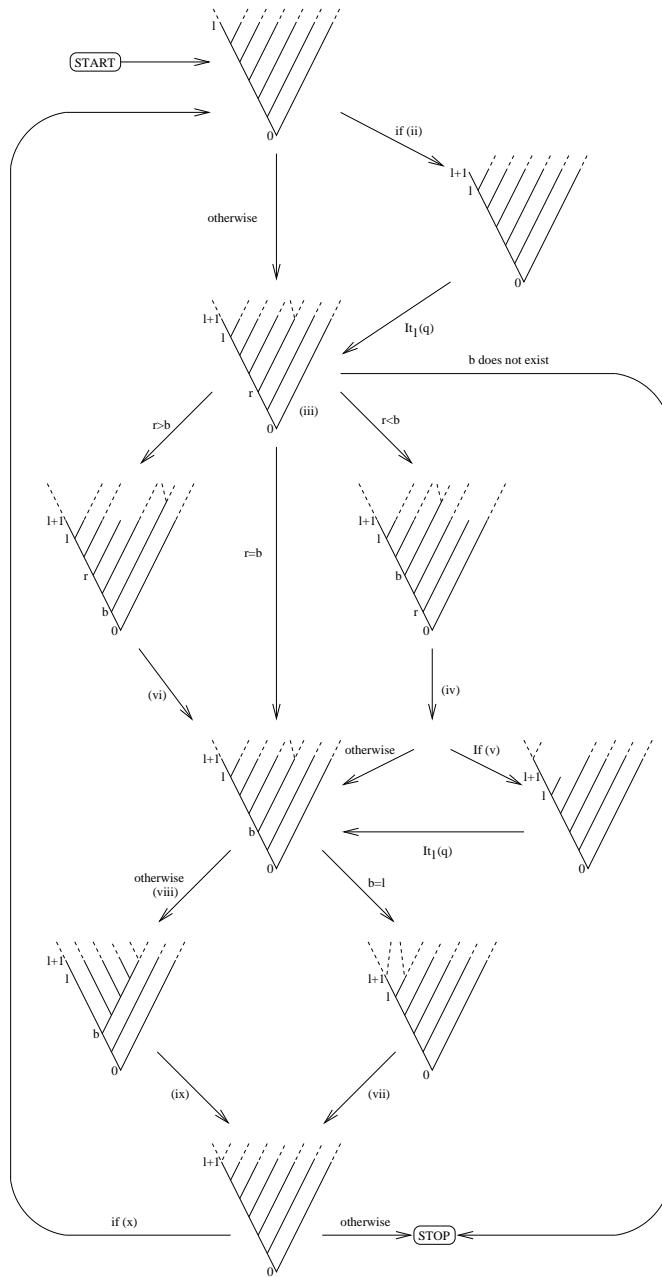 l
START
0
if (ii)
l+1
l
otherwise
0
l+1
l
It1(q)
b does not exist
r
(iii)
0
r>b
r<b
l+1
l
l+1
l
r=b
r
b
b
r
0
0
(vi)
(iv)
otherwise
If (v)
l+1
l
l+1
l
b
It1(q)
0
0
otherwise
(viii)
b=l
l+1
l
l+1
l
b
0
0
(ix)
(vii)
l+1
if (x)
otherwise
STOP
0